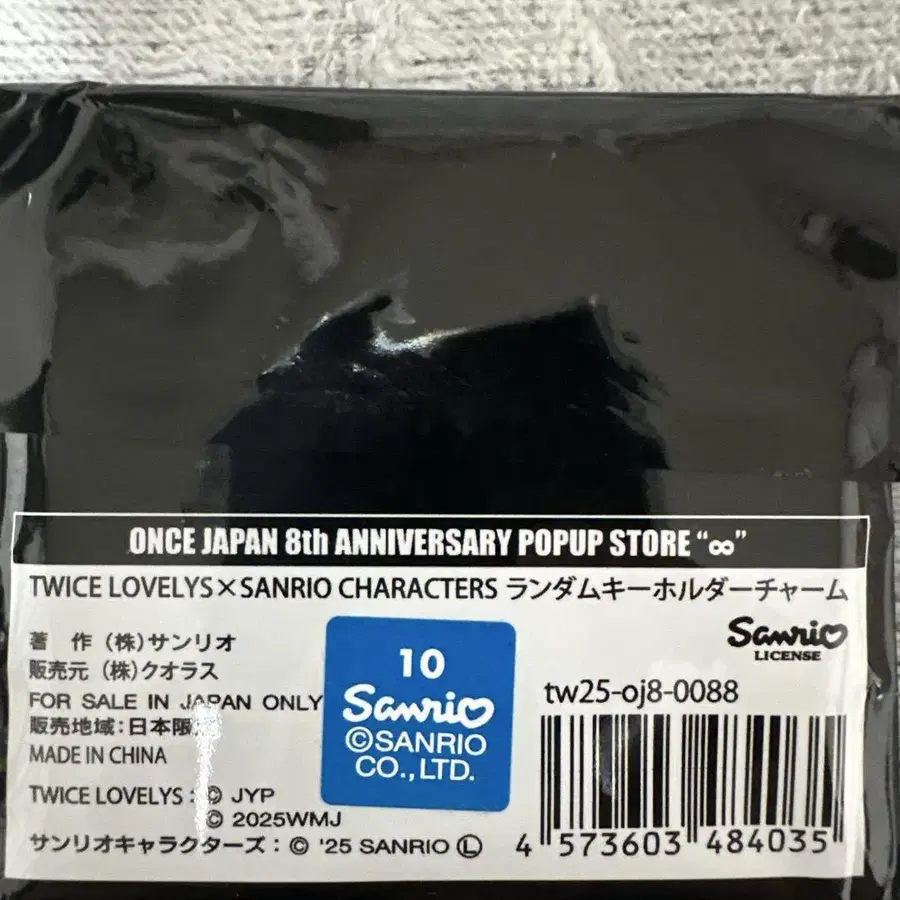 ONCE JAPAN 8th ANNIVERSARY POPUP STORE “∞”
TWICE LOVELYS×SANRIO CHARACTERS ランダムキーホルダーチャーム
著 作 (株)サンリオ
販売元 (株)クオラス
FOR SALE IN JAPAN ONLY
販売地域:日本限
MADE IN CHINA
TWICE LOVELYS : © JYP
© 2025WMJ
サンリオキャラクターズ : © '25 SANRIO Ⓛ
10
Sanrio
©SANRIO
CO.,LTD.
Sanrio
LICENSE
tw25-oj8-0088
4 573603 484035